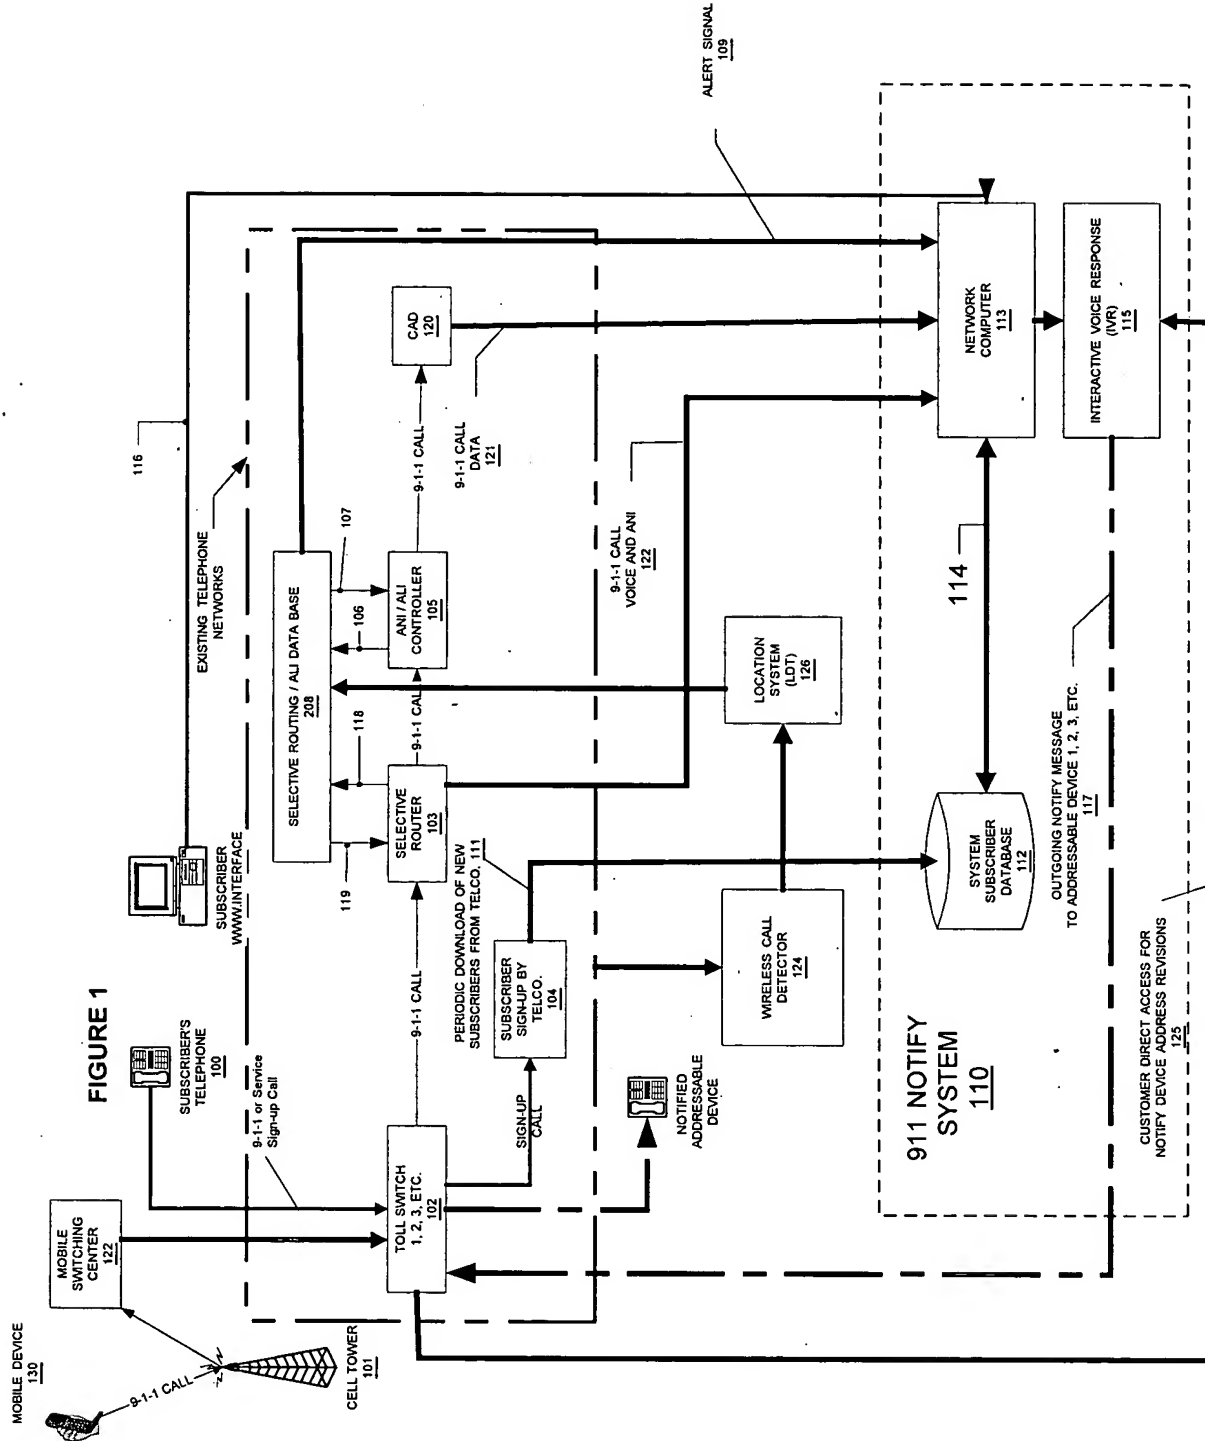 FIGURE 1
MOBILE DEVICE
130
9-1-1 CALL
CELL TOWER
101
MOBILE
SWITCHING
CENTER
122
SUBSCRIBER'S
TELEPHONE
100
9-1-1 or Service
Sign-up Call
SUBSCRIBER
WWW.INTERFACE
116
EXISTING TELEPHONE
NETWORKS
TOLL SWITCH
1, 2, 3, ETC.
102
9-1-1 CALL
SELECTIVE
ROUTER
103
9-1-1 CALL
ANI / ALI
CONTROLLER
105
9-1-1 CALL
CAD
120
SELECTIVE ROUTING / ALI DATA BASE
208
119
118
106
107
9-1-1 CALL
DATA
121
ALERT SIGNAL
109
SIGN-UP
CALL
SUBSCRIBER
SIGN-UP BY
TELCO.
104
PERIODIC DOWNLOAD OF NEW
SUBSCRIBERS FROM TELCO. 111
9-1-1 CALL
VOICE AND ANI
122
NOTIFIED
ADDRESSABLE
DEVICE
WIRELESS CALL
DETECTOR
124
LOCATION
SYSTEM
(LDT)
126
911 NOTIFY
SYSTEM
110
SYSTEM
SUBSCRIBER
DATABASE
112
114
NETWORK
COMPUTER
113
INTERACTIVE VOICE RESPONSE
(IVR)
115
OUTGOING NOTIFY MESSAGE
TO ADDRESSABLE DEVICE 1, 2, 3, ETC.
117
CUSTOMER DIRECT ACCESS FOR
NOTIFY DEVICE ADDRESS REVISIONS
125